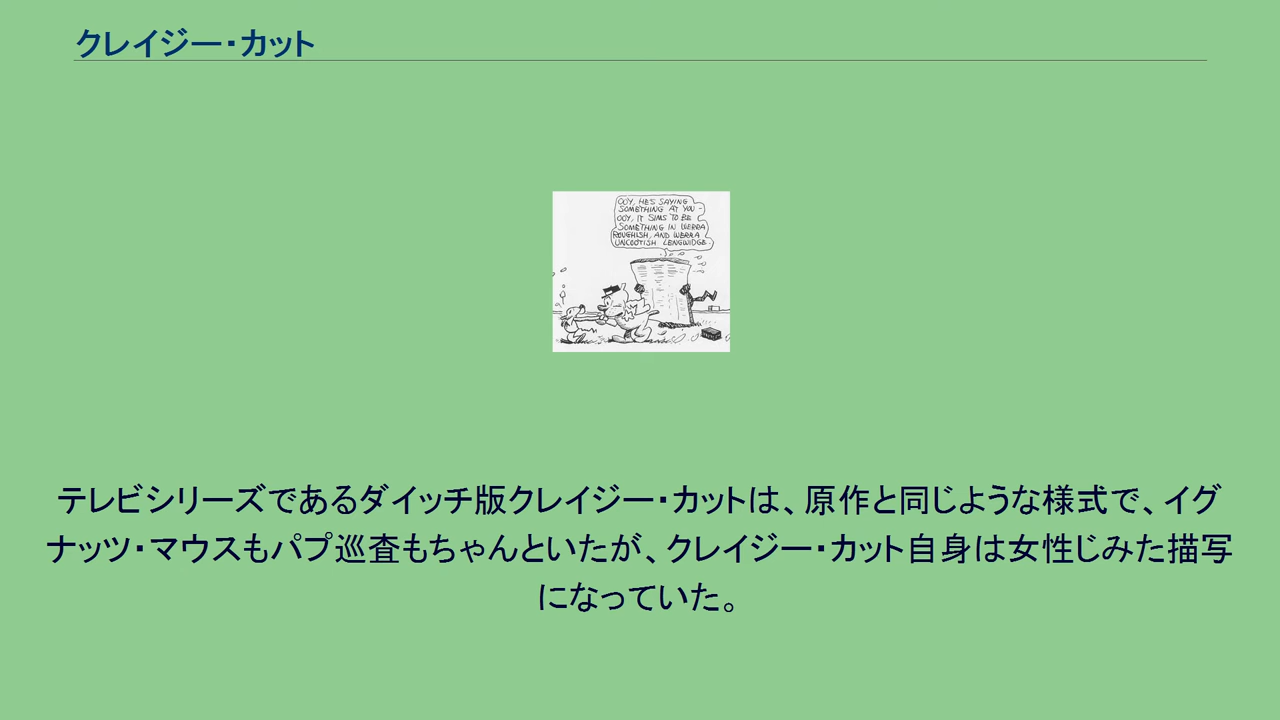 クレイジー・カット
OOY, HE'S SAYING
SOMETHING AT YOU -
OOY, IT SIMS TO BE
SOMETHING IN WERRA
ROUGHISH, AND WERRA
UNCOOTISH LENGWIDGE.
テレビシリーズであるダイッチ版クレイジー・カットは、原作と同じような様式で、イグ
ナッツ・マウスもパプ巡査もちゃんといたが、クレイジー・カット自身は女性じみた描写
になっていた。